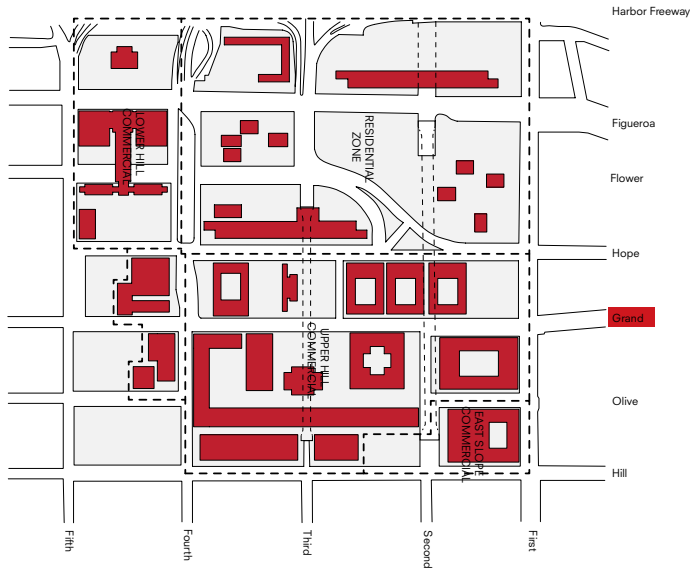 Harbor Freeway
Figueroa
Flower
Hope
Grand
Olive
Hill
LOWER HILL
COMMERCIAL
RESIDENTIAL
ZONE
UPPER HILL
COMMERCIAL
EAST SLOPE
COMMERCIAL
Fifth
Fourth
Third
Second
First